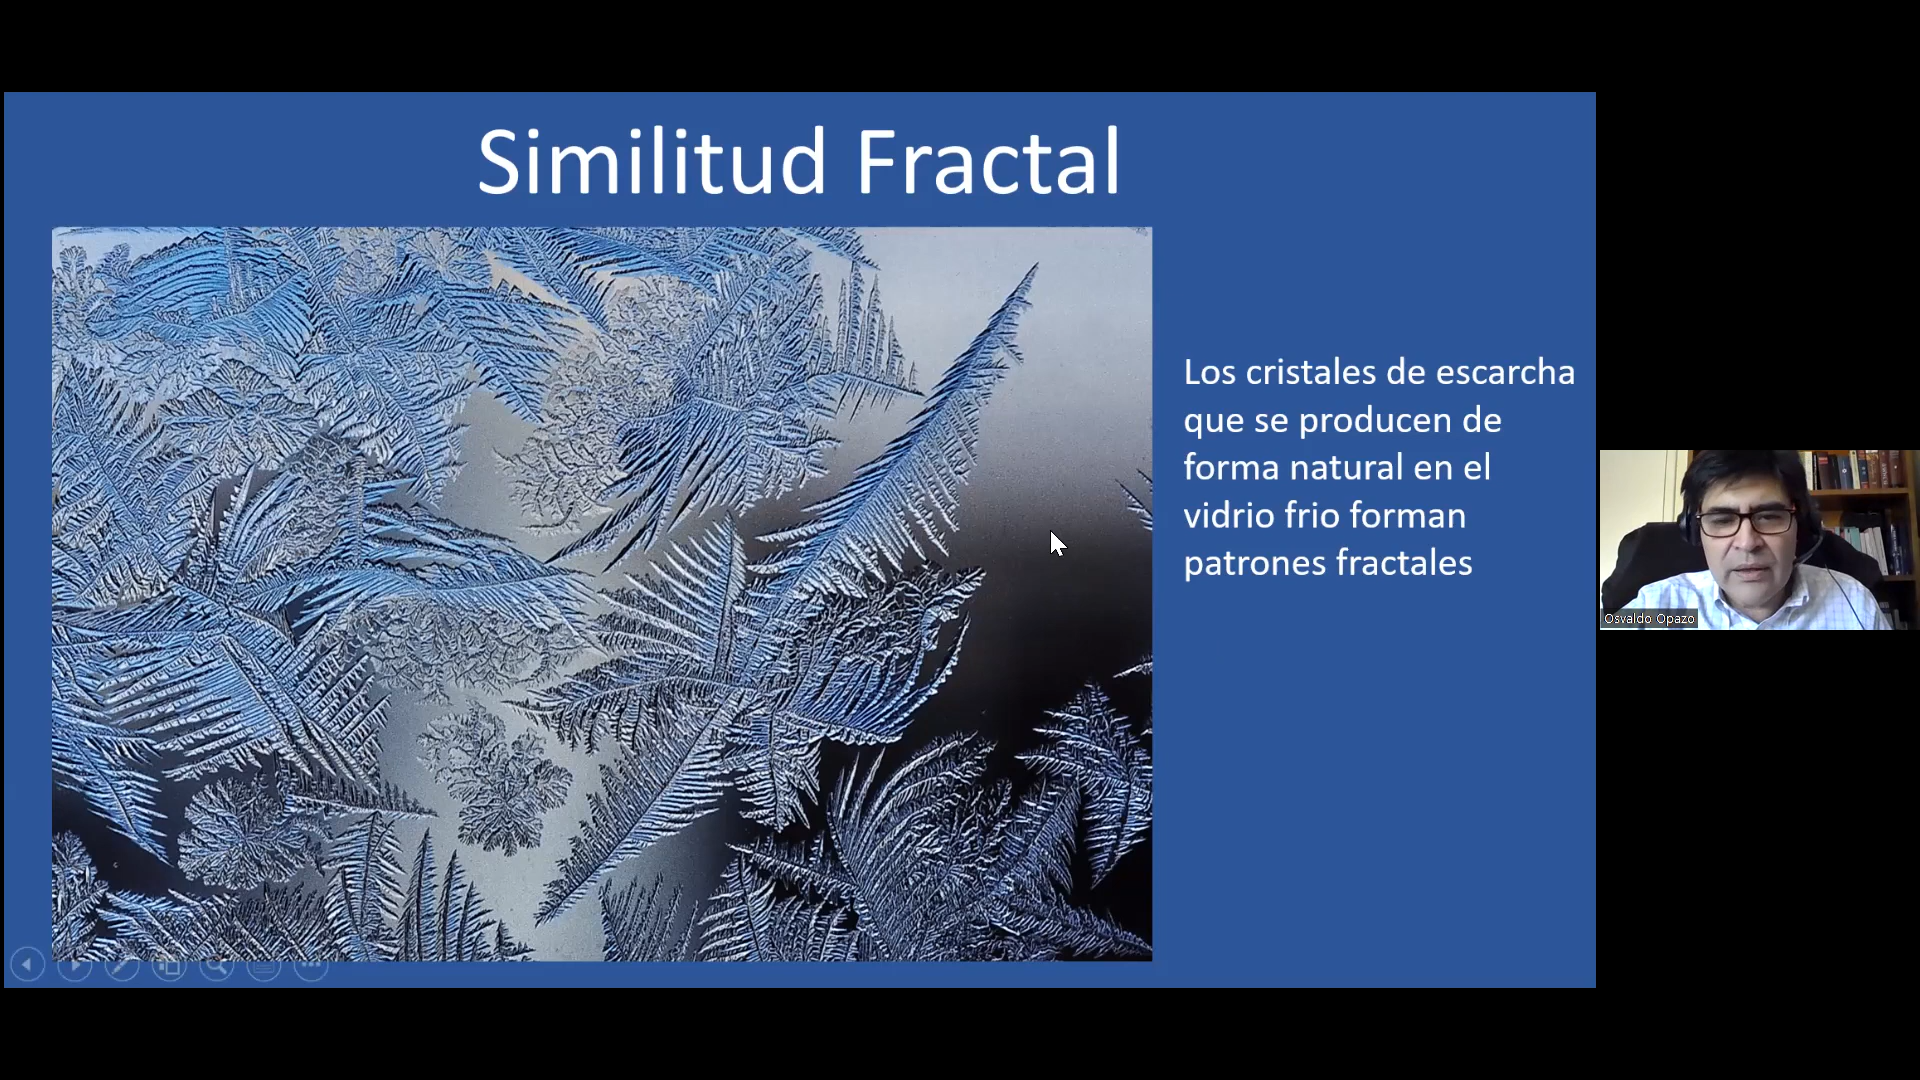 Similitud Fractal
Los cristales de escarcha
que se producen de
forma natural en el
vidrio frio forman
patrones fractales
Osvaldo Opazo